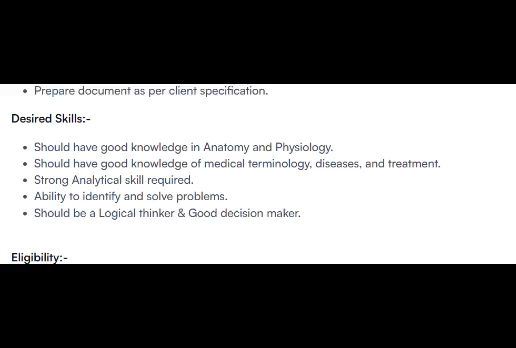 • Prepare document as per client specification.
Desired Skills:-
• Should have good knowledge in Anatomy and Physiology.
• Should have good knowledge of medical terminology, diseases, and treatment.
• Strong Analytical skill required.
• Ability to identify and solve problems.
• Should be a Logical thinker & Good decision maker.
Eligibility:-